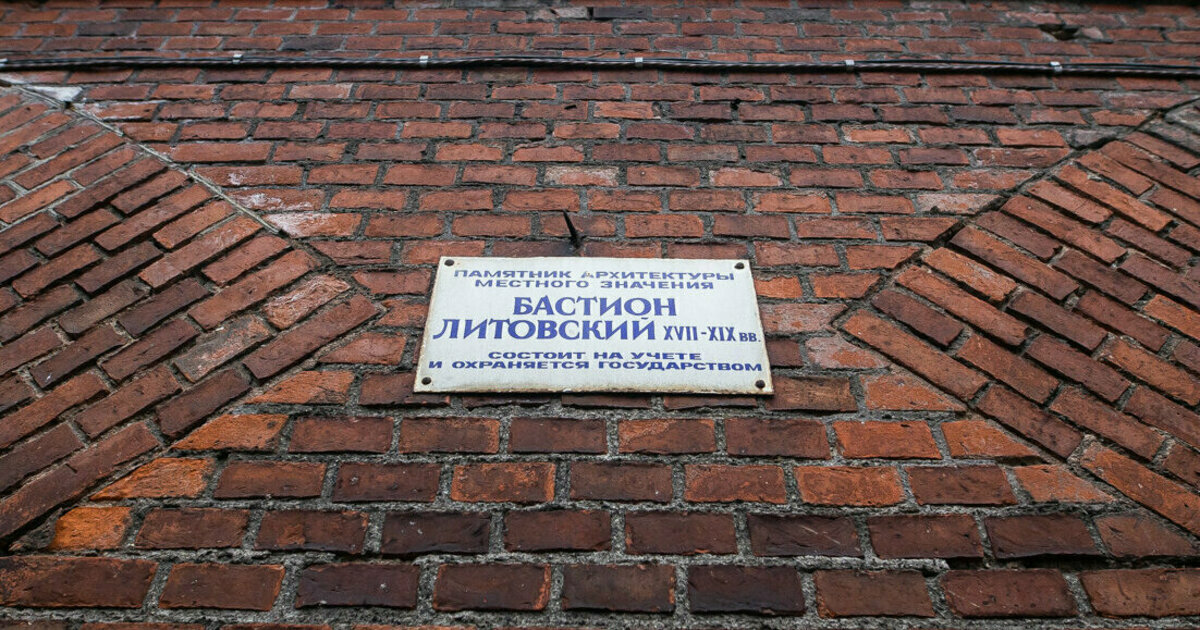 ПАМЯТНИК АРХИТЕКТУРЫ
МЕСТНОГО ЗНАЧЕНИЯ
БАСТИОН
ЛИТОВСКИЙ XVII-XIX ВВ.
СОСТОИТ НА УЧЕТЕ
И ОХРАНЯЕТСЯ ГОСУДАРСТВОМ